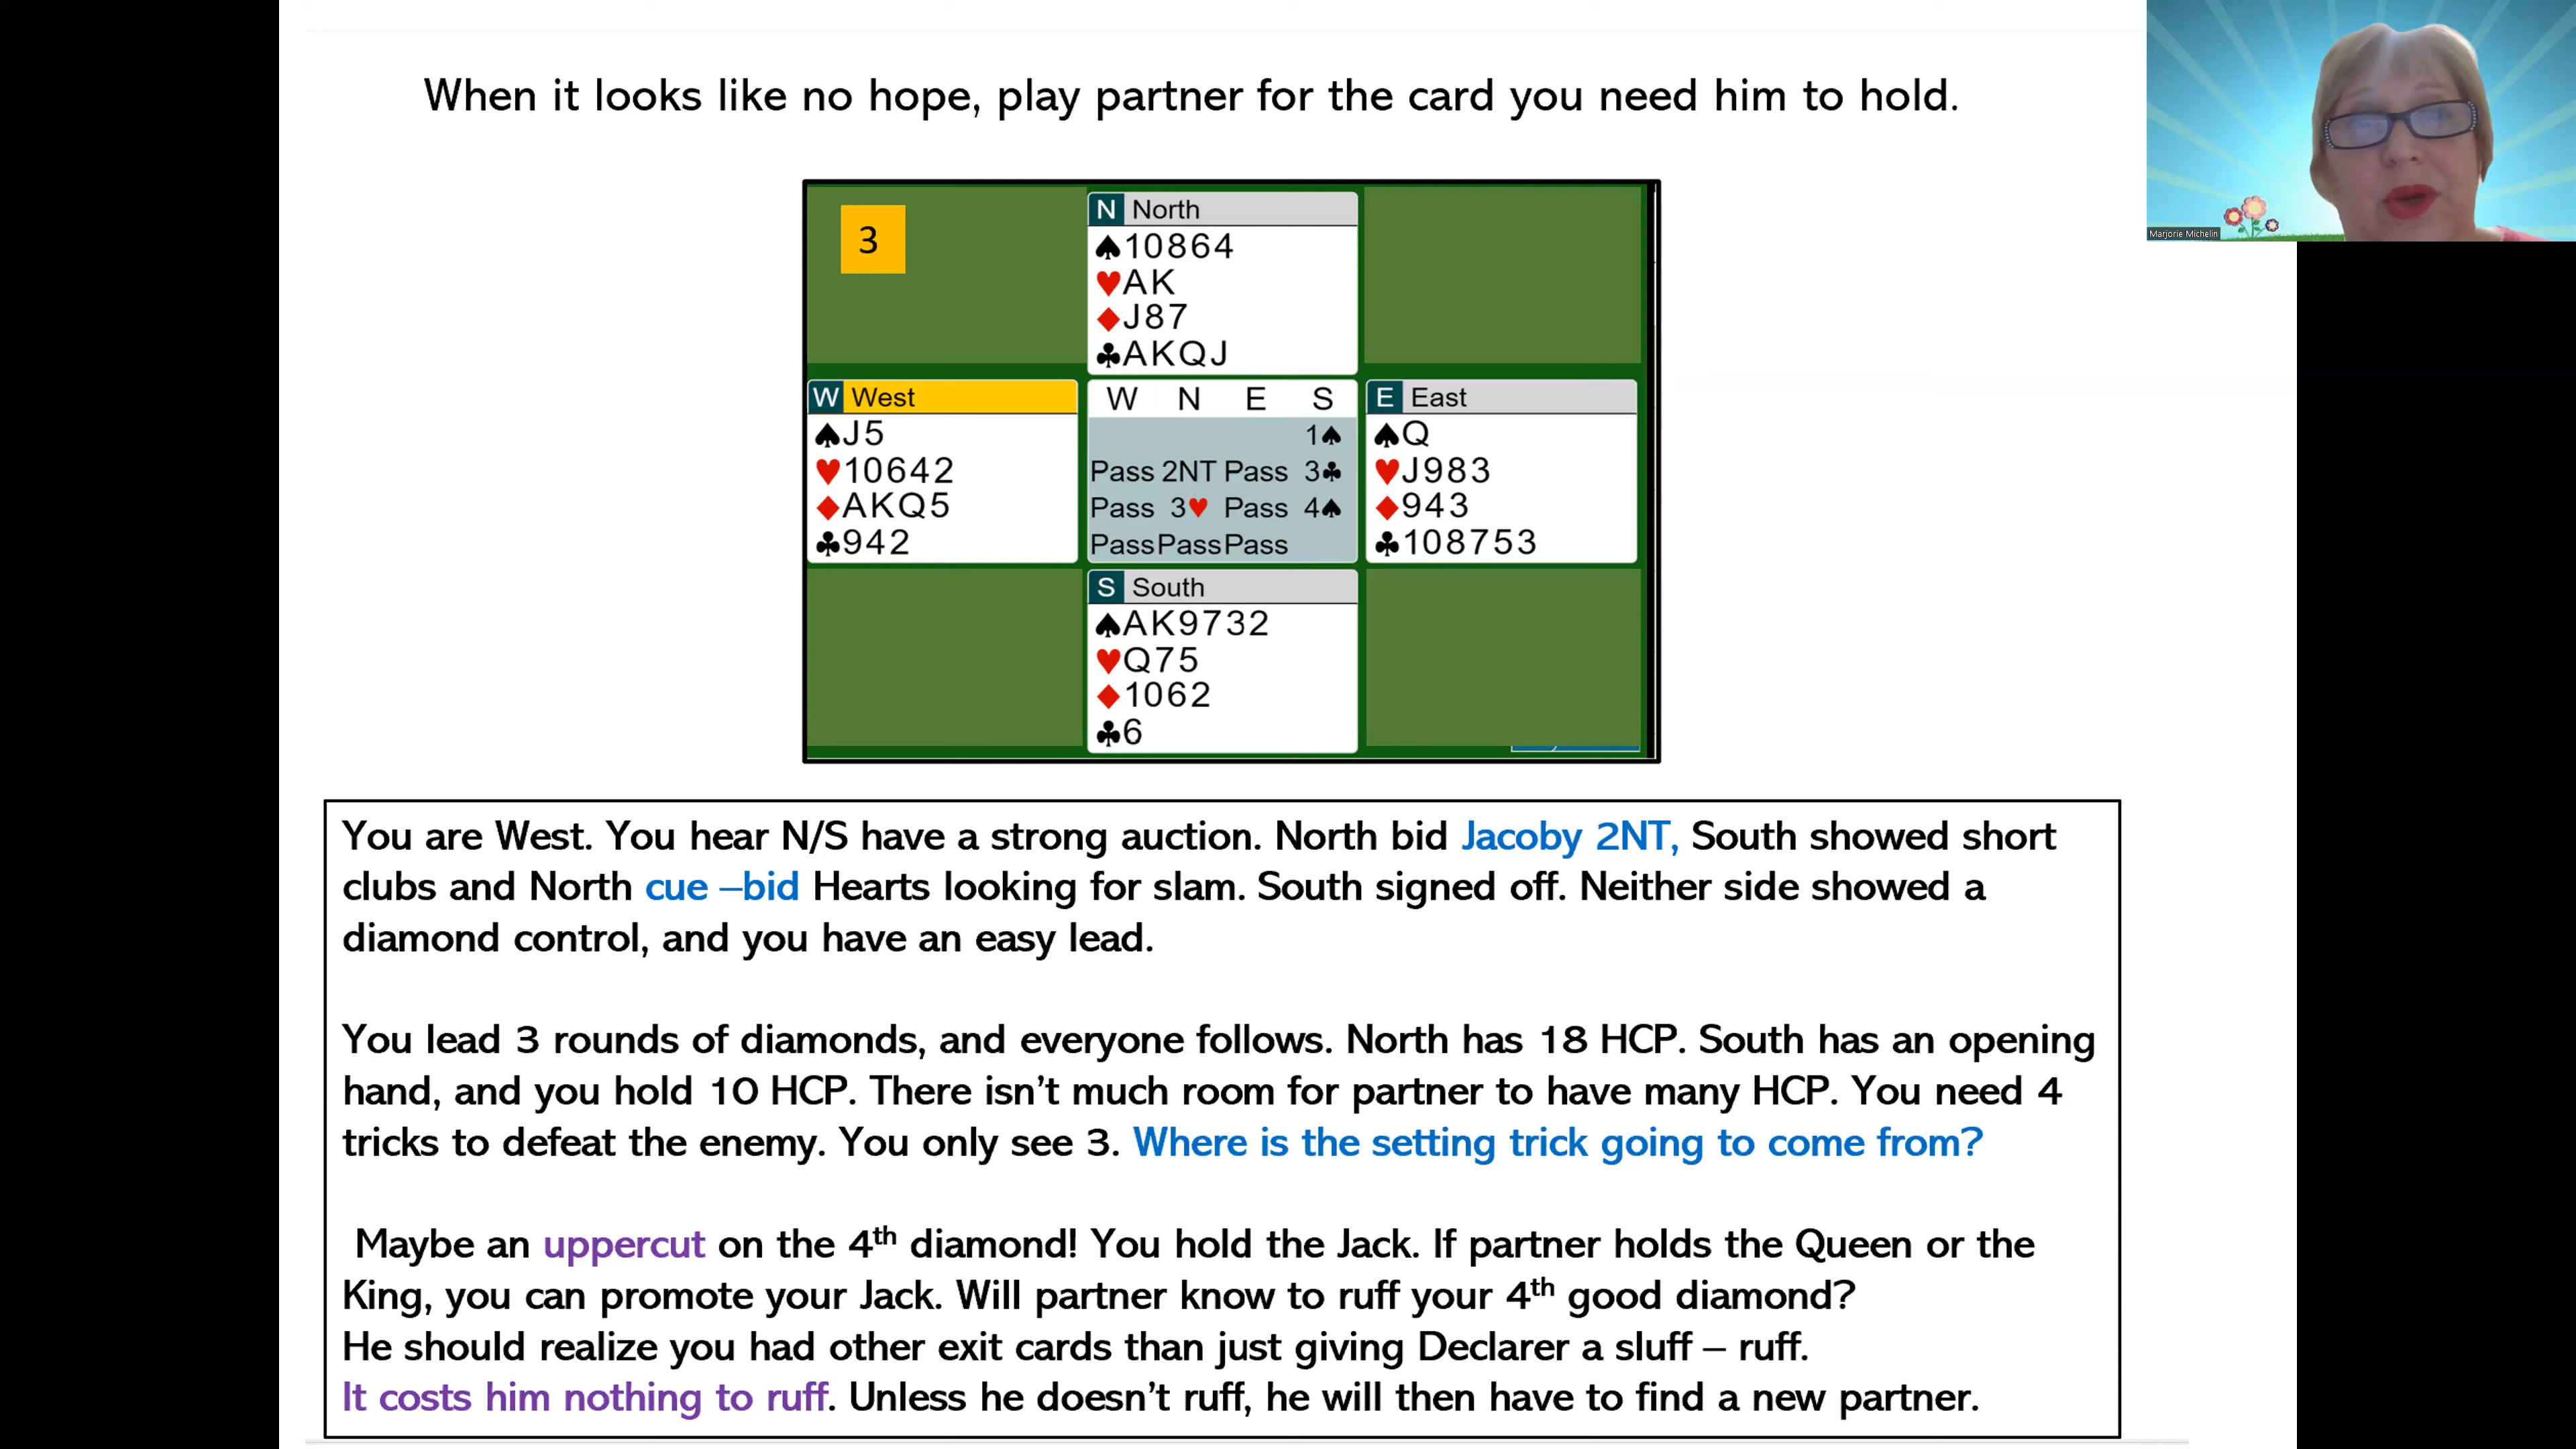 When it looks like no hope, play partner for the card you need him to hold.
Marjorie Michelin
3
N North
♠10864
♥AK
♦J87
♣AKQJ
W West
♠J5
♥10642
♦AKQ5
♣942
W N E S
1♠
Pass 2NT Pass 3♣
Pass 3♥ Pass 4♠
Pass Pass Pass
E East
♠Q
♥J983
♦943
♣108753
S South
♠AK9732
♥Q75
♦1062
♣6
You are West. You hear N/S have a strong auction. North bid Jacoby 2NT, South showed short
clubs and North cue –bid Hearts looking for slam. South signed off. Neither side showed a
diamond control, and you have an easy lead.
You lead 3 rounds of diamonds, and everyone follows. North has 18 HCP. South has an opening
hand, and you hold 10 HCP. There isn't much room for partner to have many HCP. You need 4
tricks to defeat the enemy. You only see 3. Where is the setting trick going to come from?
Maybe an uppercut on the 4th diamond! You hold the Jack. If partner holds the Queen or the
King, you can promote your Jack. Will partner know to ruff your 4th good diamond?
He should realize you had other exit cards than just giving Declarer a sluff – ruff.
It costs him nothing to ruff. Unless he doesn't ruff, he will then have to find a new partner.